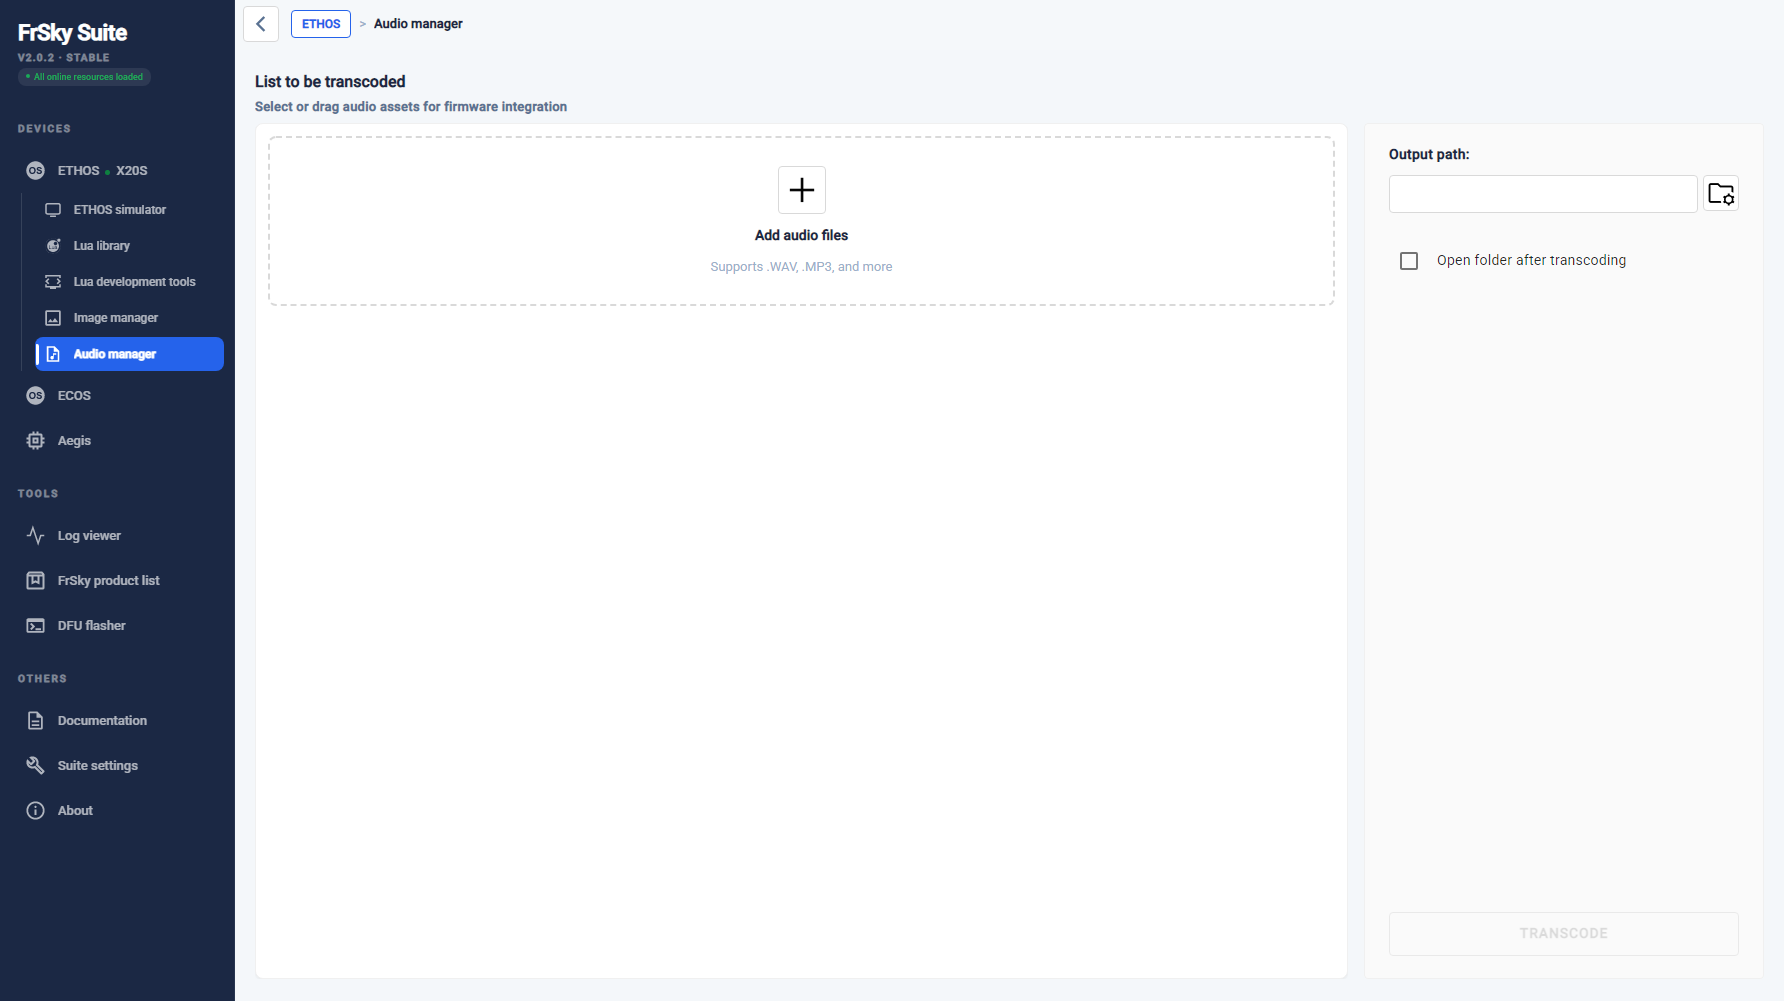 FrSky Suite
V2.0.2 · STABLE
All online resources loaded
DEVICES
ETHOS X20S
ETHOS simulator
Lua library
Lua development tools
Image manager
Audio manager
ECOS
Aegis
TOOLS
Log viewer
FrSky product list
DFU flasher
OTHERS
Documentation
Suite settings
About
ETHOS > Audio manager
List to be transcoded
Select or drag audio assets for firmware integration
Add audio files
Supports .WAV, .MP3, and more
Output path:
Open folder after transcoding
TRANSCODE